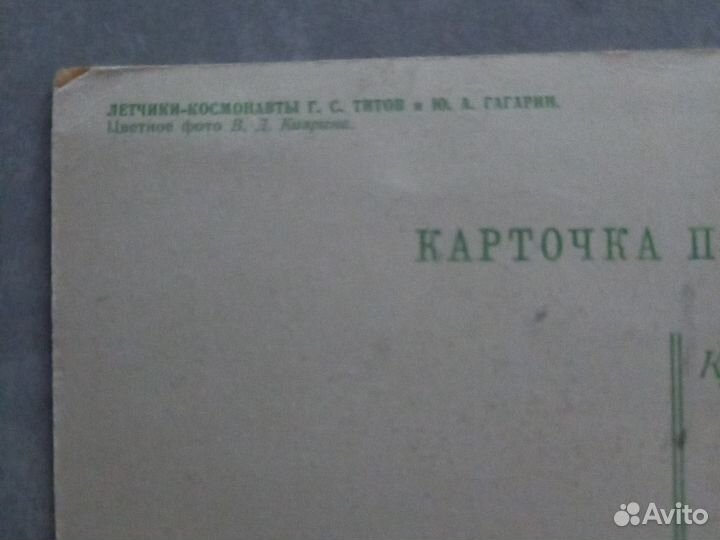 ЛЕТЧИКИ-КОСМОНАВТЫ Г. С. ТИТОВ и Ю. А. ГАГАРИН.
Цветное фото В. Д.
КАРТОЧКА П
К
Avito